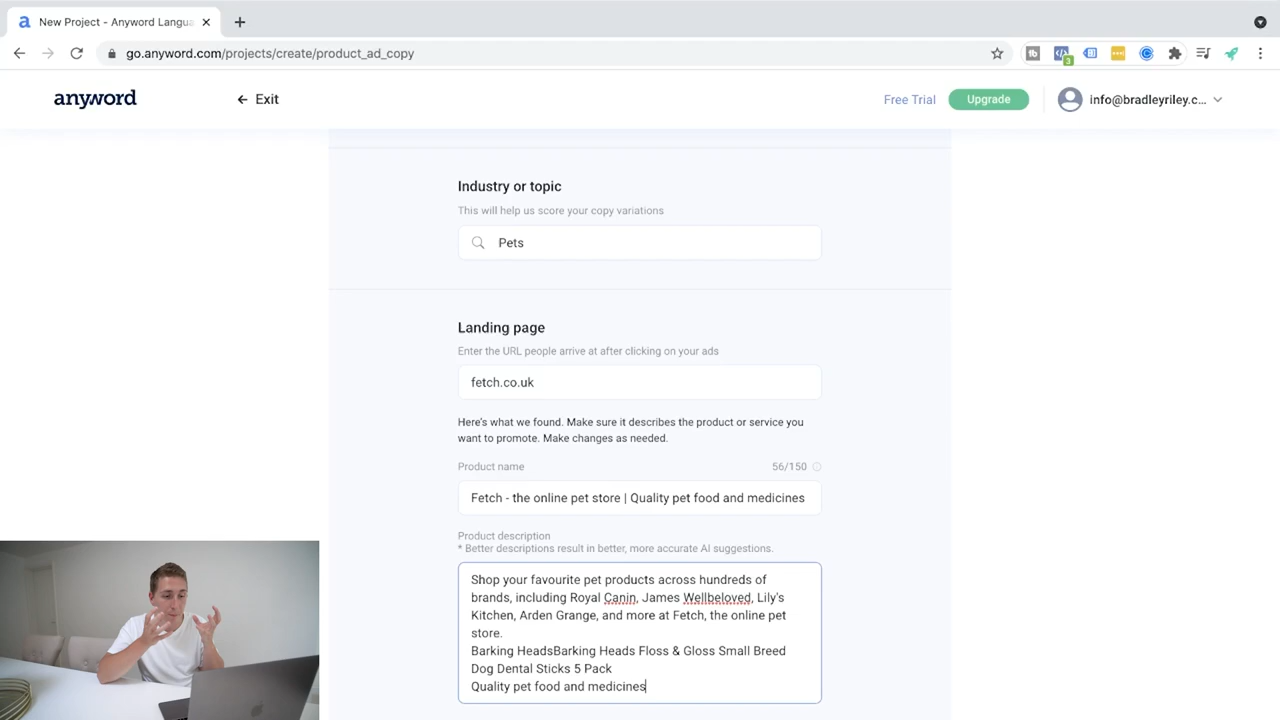 a New Project - Anyword Langua
go.anyword.com/projects/create/product_ad_copy
3
anyword
Exit
Free Trial
Upgrade
info@bradleyriley.c...
Industry or topic
This will help us score your copy variations
Pets
Landing page
Enter the URL people arrive at after clicking on your ads
fetch.co.uk
Here's what we found. Make sure it describes the product or service you
want to promote. Make changes as needed.
Product name 56/150
Fetch - the online pet store | Quality pet food and medicines
Product description
* Better descriptions result in better, more accurate AI suggestions.
Shop your favourite pet products across hundreds of
brands, including Royal Canin, James Wellbeloved, Lily's
Kitchen, Arden Grange, and more at Fetch, the online pet
store.
Barking HeadsBarking Heads Floss & Gloss Small Breed
Dog Dental Sticks 5 Pack
Quality pet food and medicines